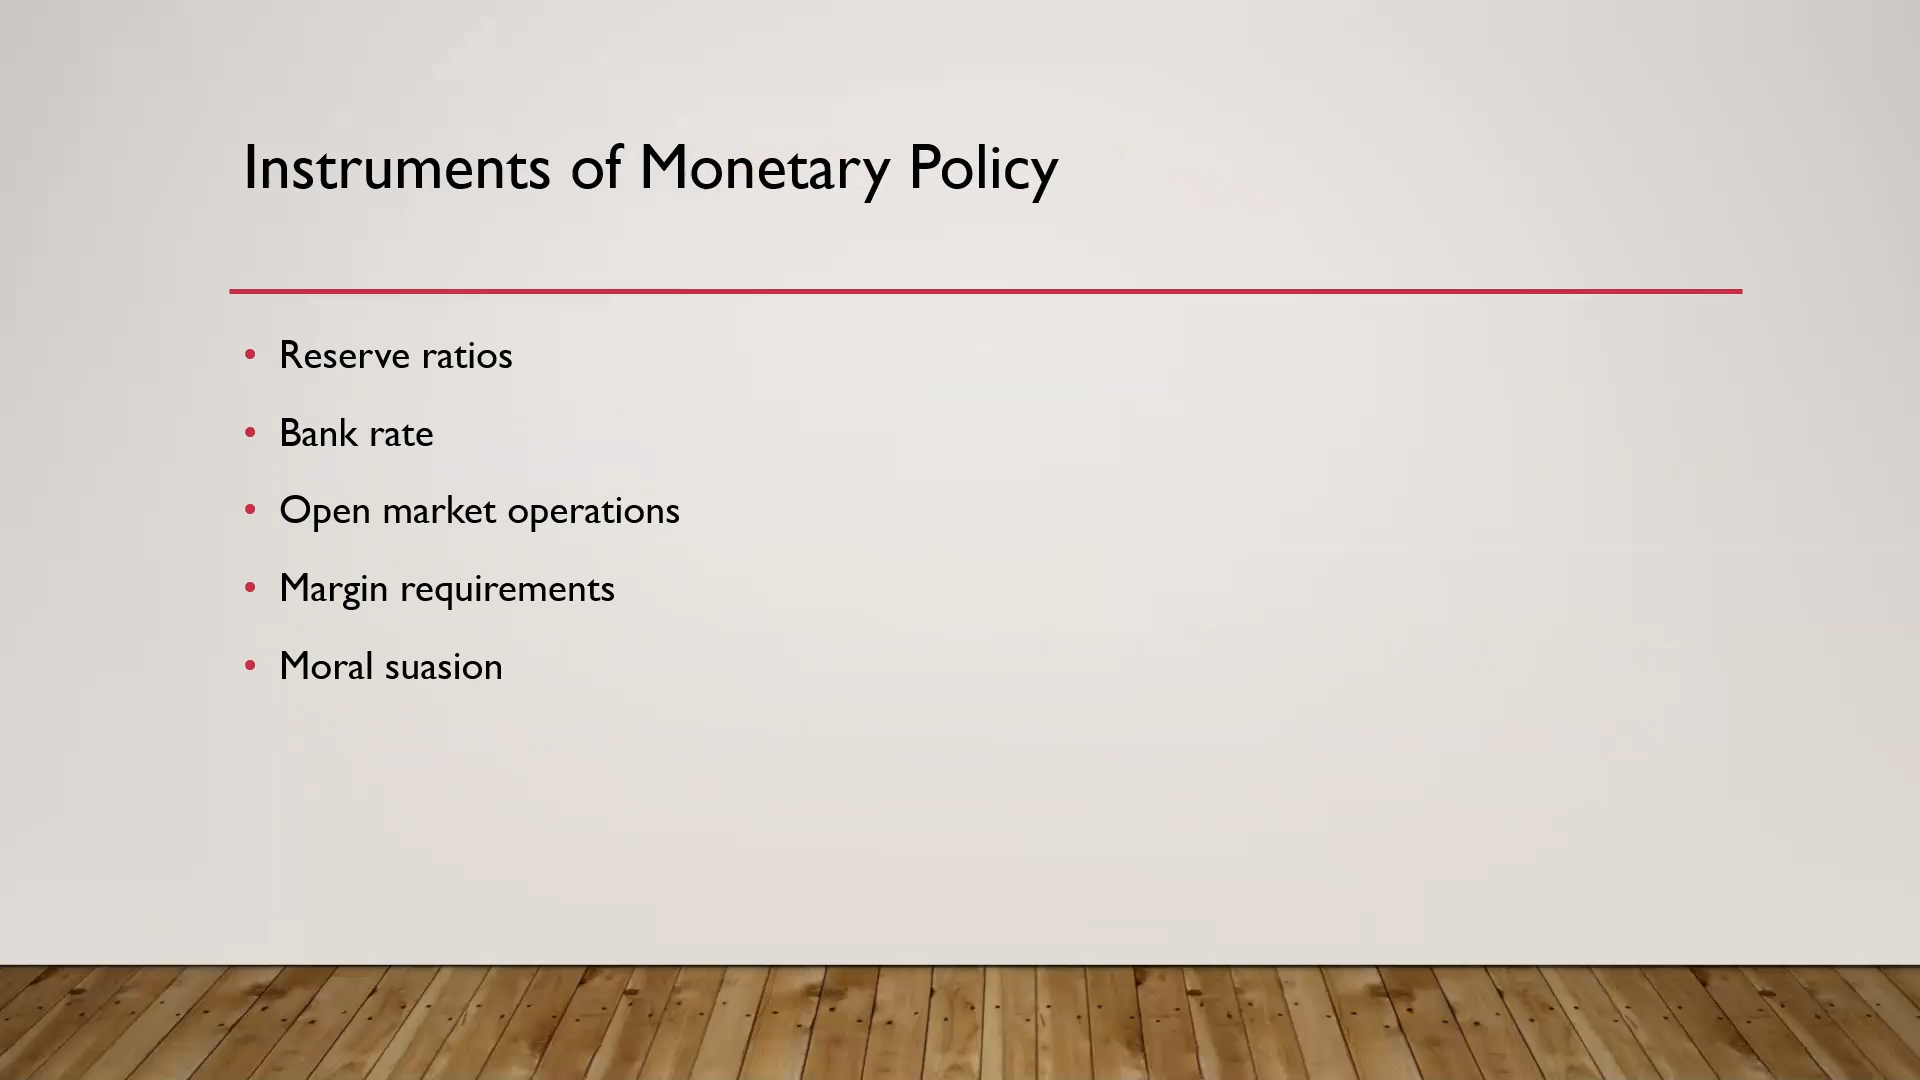 Instruments of Monetary Policy
• Reserve ratios
• Bank rate
• Open market operations
• Margin requirements
• Moral suasion